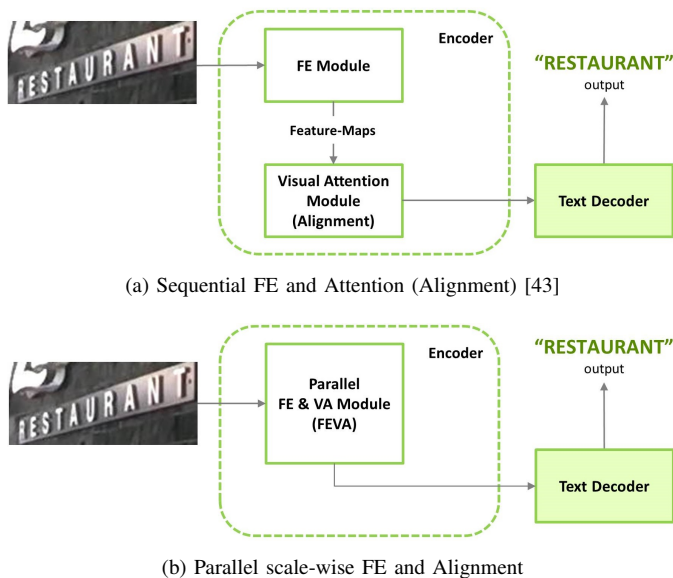 RESTAURANT
Encoder
FE Module
Feature-Maps
Visual Attention
Module
(Alignment)
"RESTAURANT"
output
Text Decoder
(a) Sequential FE and Attention (Alignment) [43]
RESTAURANT
Encoder
Parallel
FE & VA Module
(FEVA)
"RESTAURANT"
output
Text Decoder
(b) Parallel scale-wise FE and Alignment